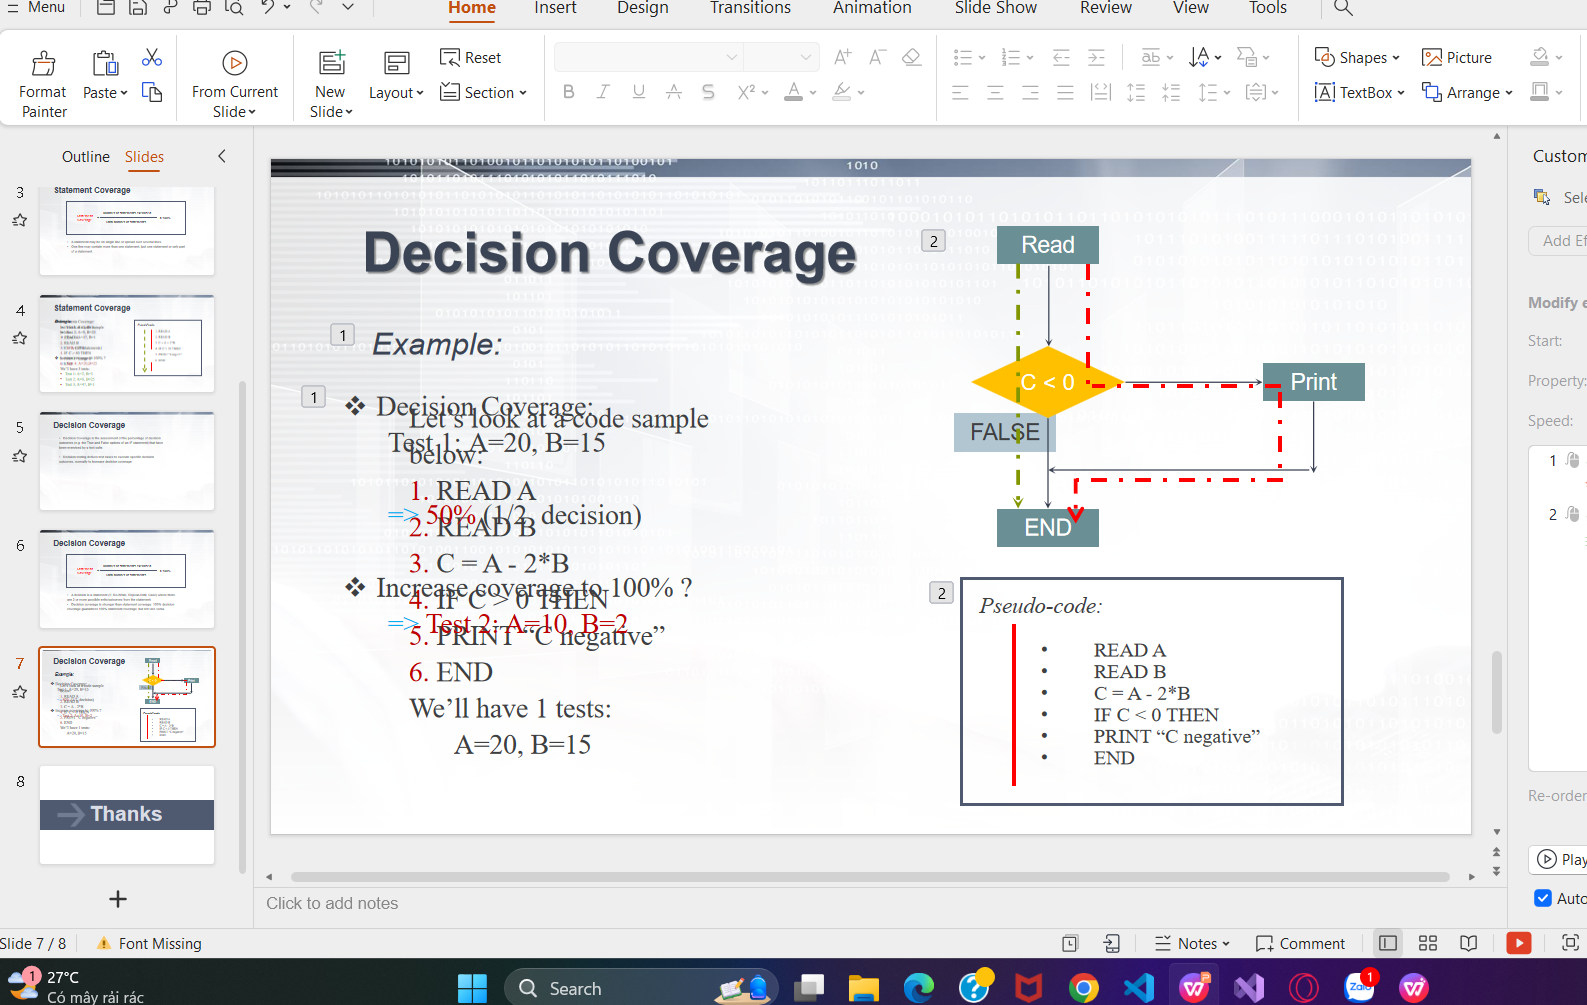 Menu
Home
Insert
Design
Transitions
Animation
Slide Show
Review
View
Tools
Format
Painter
Paste
From Current
Slide
New
Slide
Layout
Reset
Section
Shapes
Picture
TextBox
Arrange
Outline
Slides
3
Statement Coverage
4
Statement Coverage
5
Decision Coverage
6
Decision Coverage
7
Decision Coverage
8
Thanks
Decision Coverage
1
Example:
1
Decision Coverage:
Let's look at a code sample
Test 1: A=20, B=15
below:
1. READ A
=> 50% (1/2 decision)
2. READ B
3. C = A - 2*B
Increase coverage to 100% ?
4. IF C > 0 THEN
=> Test 2: A=10, B=2
5. PRINT “C negative”
6. END
We’ll have 1 tests:
A=20, B=15
2
Read
C < 0
Print
FALSE
END
2
Pseudo-code:
• READ A
• READ B
• C = A - 2*B
• IF C < 0 THEN
• PRINT “C negative”
• END
Custom
Sele
Add Ef
Modify e
Start:
Property:
Speed:
1
2
Re-order
Play
Auto
Click to add notes
Slide 7 / 8
Font Missing
Notes
Comment
1
27°C
Có mây rải rác
Search
Zalo
1